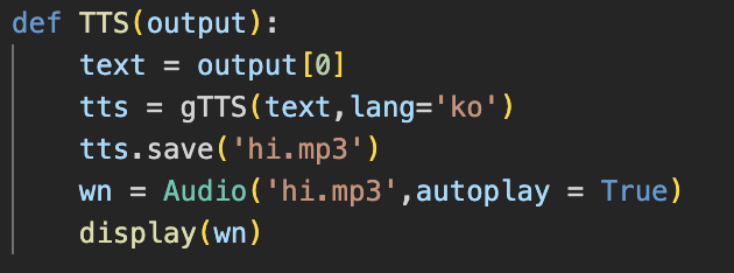 def TTS(output):
    text = output[0]
    tts = gTTS(text,lang='ko')
    tts.save('hi.mp3')
    wn = Audio('hi.mp3',autoplay = True)
    display(wn)